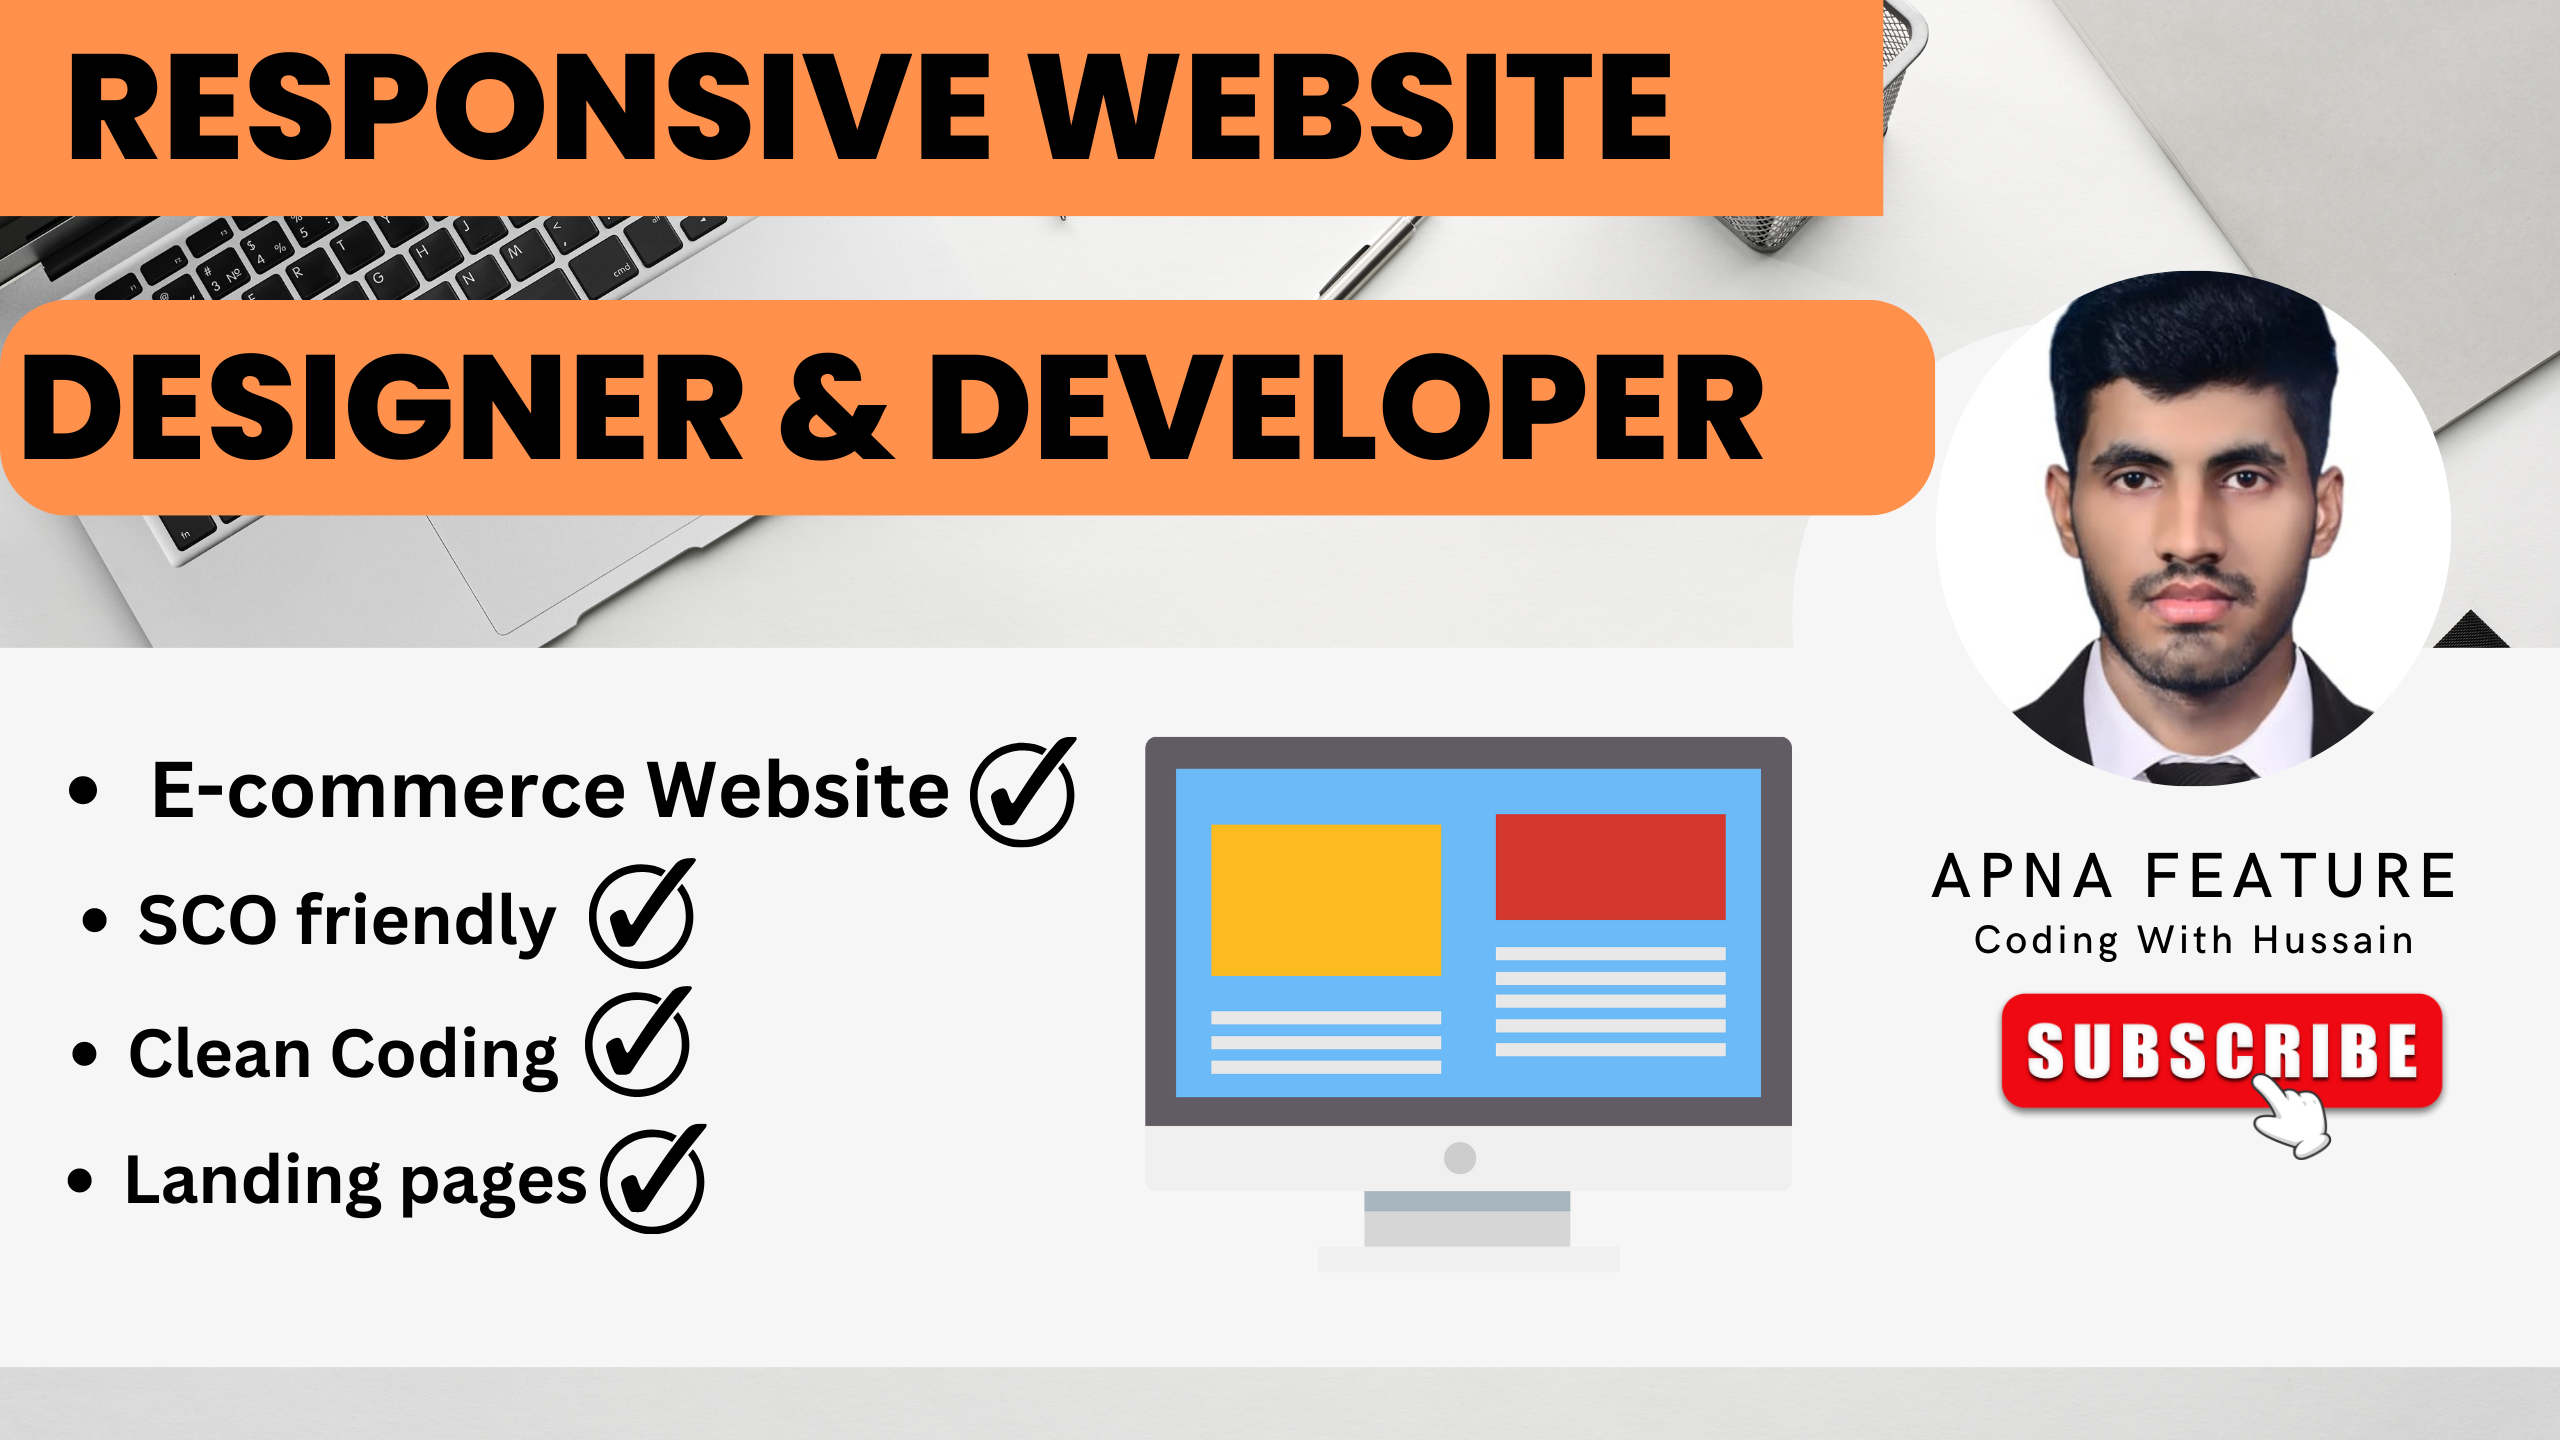 RESPONSIVE WEBSITE
DESIGNER & DEVELOPER
• E-commerce Website
• SCO friendly
• Clean Coding
• Landing pages
APNA FEATURE
Coding With Hussain
SUBSCRIBE